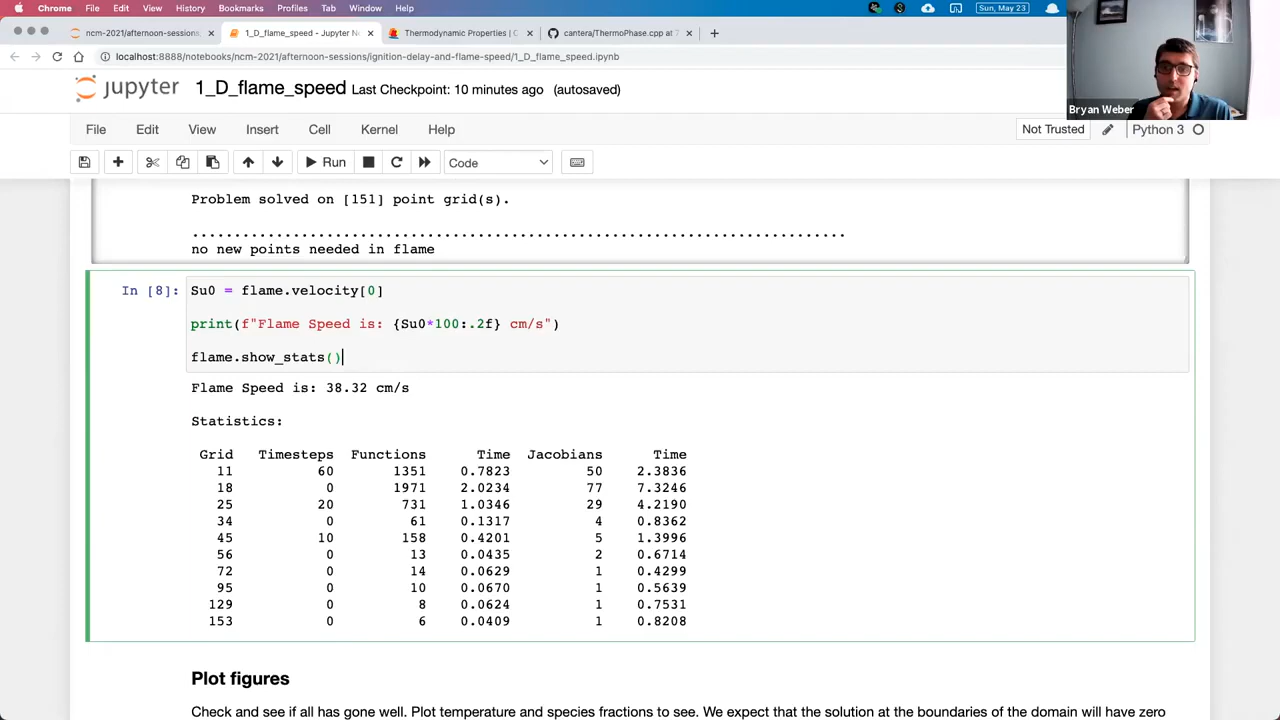 Chrome File Edit View History Bookmarks Profiles Tab Window Help Sun, May 23
ncm-2021/afternoon-sessions, 1_D_flame_speed - Jupyter N Thermodynamic Properties | C cantera/ThermoPhase.cpp at 7
localhost:8888/notebooks/ncm-2021/afternoon-sessions/ignition-delay-and-flame-speed/1_D_flame_speed.ipynb
Bryan Weber
jupyter 1_D_flame_speed Last Checkpoint: 10 minutes ago (autosaved)
File Edit View Insert Cell Kernel Help Not Trusted Python 3
Run Code
Problem solved on [151] point grid(s).
..............................................................................
no new points needed in flame
In [8]: Su0 = flame.velocity[0]
print(f"Flame Speed is: {Su0*100:.2f} cm/s")
flame.show_stats()
Flame Speed is: 38.32 cm/s
Statistics:
Grid Timesteps Functions Time Jacobians Time
11 60 1351 0.7823 50 2.3836
18 0 1971 2.0234 77 7.3246
25 20 731 1.0346 29 4.2190
34 0 61 0.1317 4 0.8362
45 10 158 0.4201 5 1.3996
56 0 13 0.0435 2 0.6714
72 0 14 0.0629 1 0.4299
95 0 10 0.0670 1 0.5639
129 0 8 0.0624 1 0.7531
153 0 6 0.0409 1 0.8208
Plot figures
Check and see if all has gone well. Plot temperature and species fractions to see. We expect that the solution at the boundaries of the domain will have zero